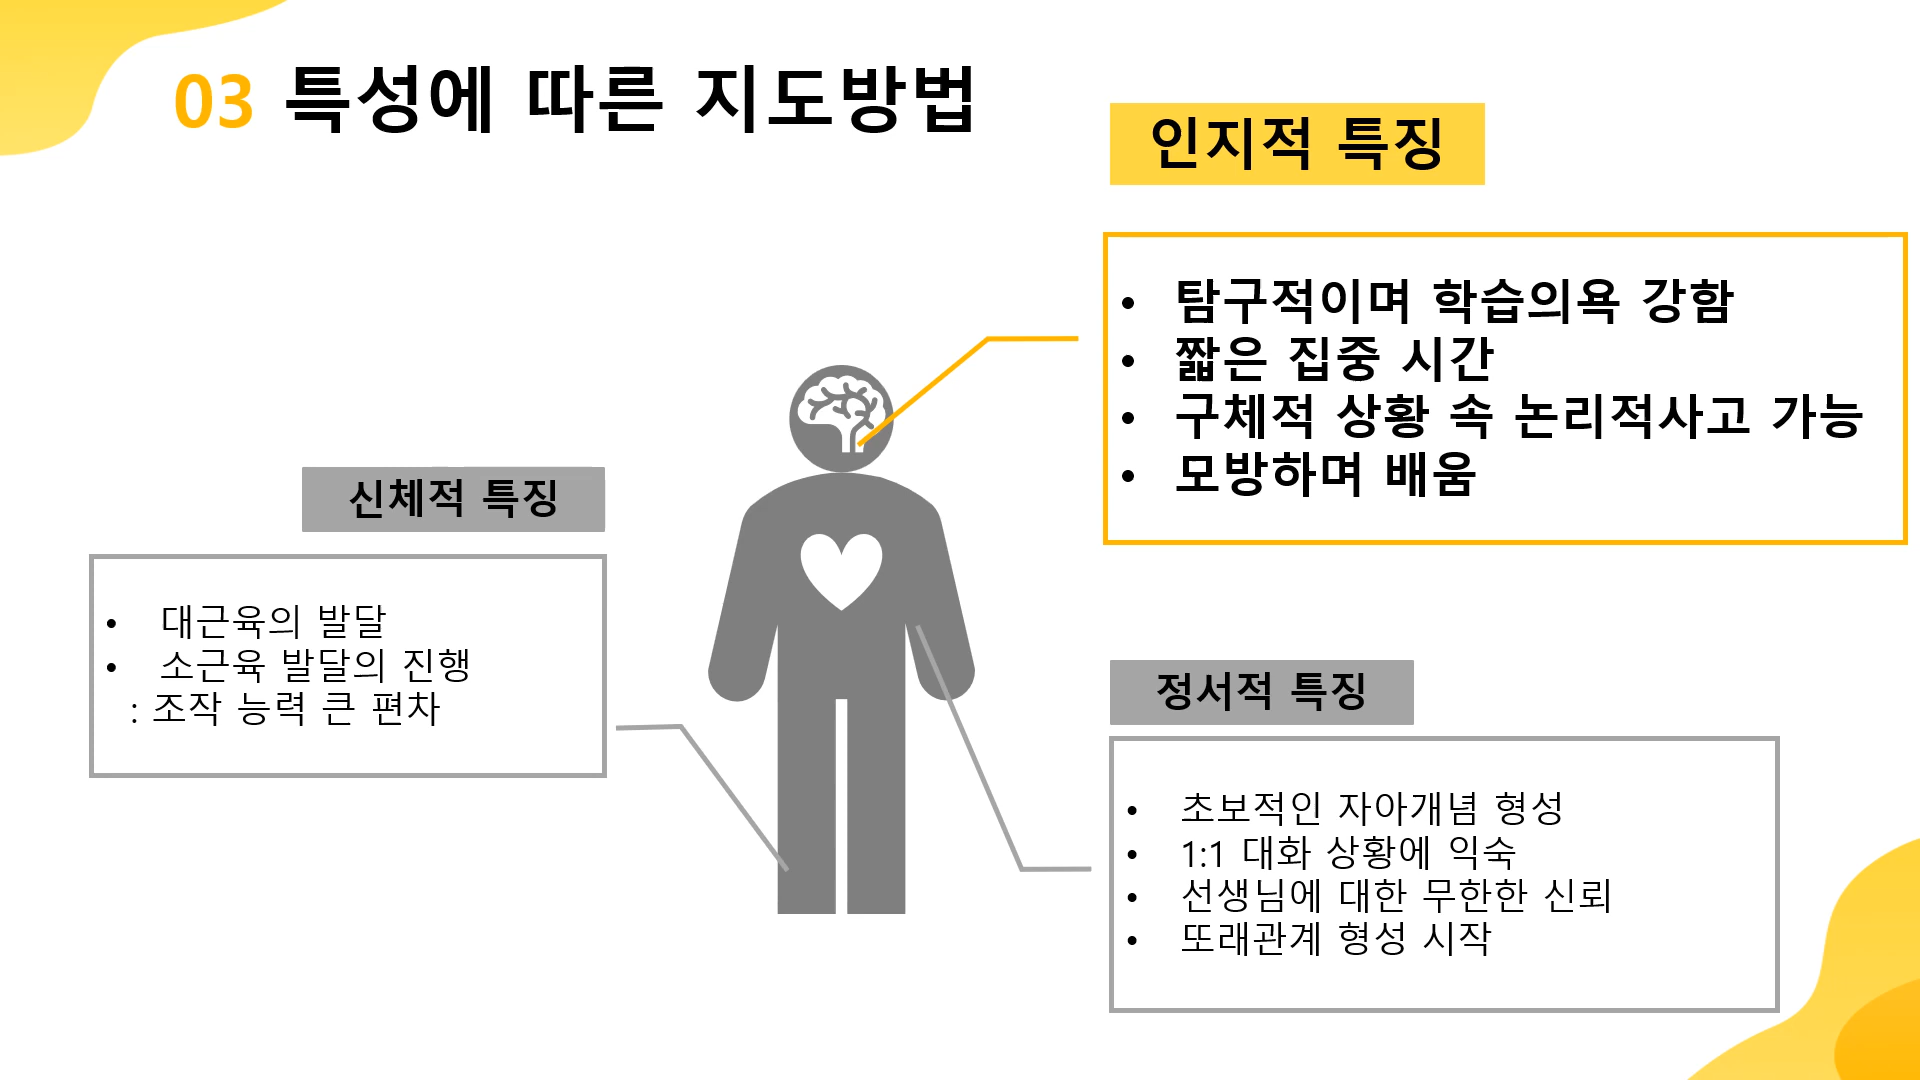 03 특성에 따른 지도방법
인지적 특징
• 탐구적이며 학습의욕 강함
• 짧은 집중 시간
• 구체적 상황 속 논리적사고 가능
• 모방하며 배움
신체적 특징
• 대근육의 발달
• 소근육 발달의 진행
: 조작 능력 큰 편차
정서적 특징
• 초보적인 자아개념 형성
• 1:1 대화 상황에 익숙
• 선생님에 대한 무한한 신뢰
• 또래관계 형성 시작